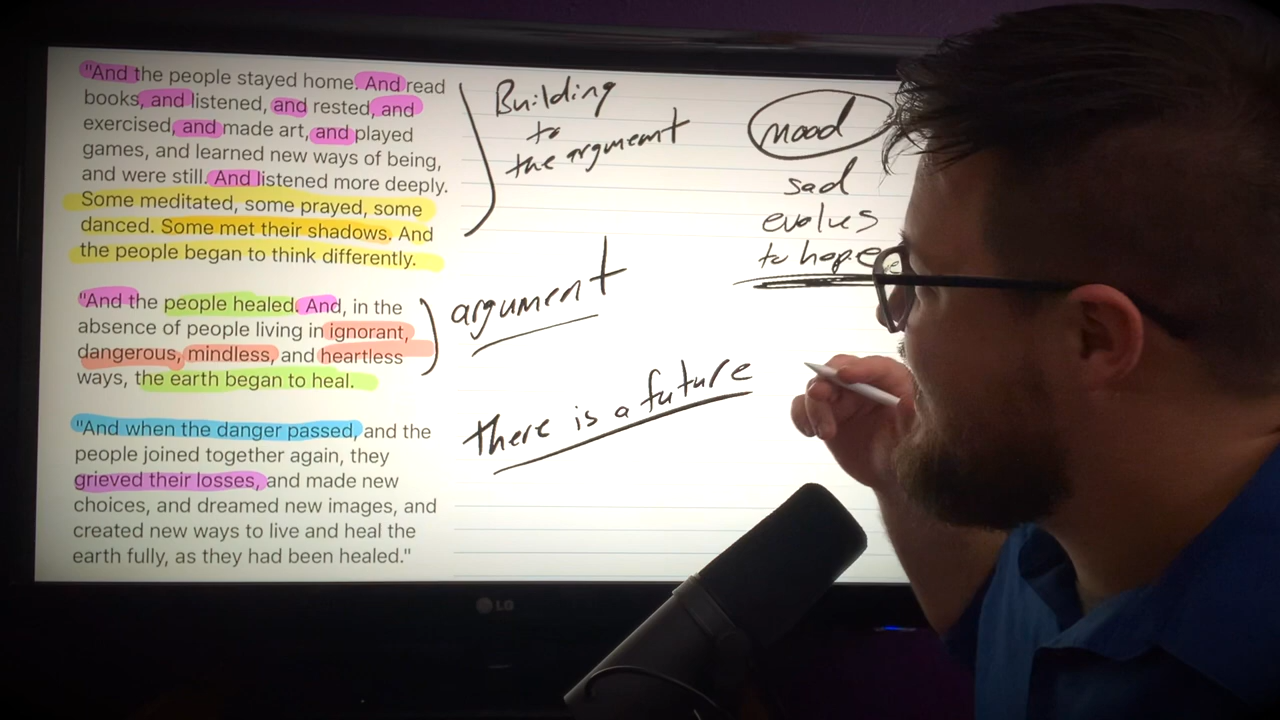 "And the people stayed home. And read
books, and listened, and rested, and
exercised, and made art, and played
games, and learned new ways of being,
and were still. And listened more deeply.
Some meditated, some prayed, some
danced. Some met their shadows. And
the people began to think differently.
"And the people healed. And, in the
absence of people living in ignorant,
dangerous, mindless, and heartless
ways, the earth began to heal.
"And when the danger passed, and the
people joined together again, they
grieved their losses, and made new
choices, and dreamed new images, and
created new ways to live and heal the
earth fully, as they had been healed."
Building
to
the argument
argument
there is a future
mood
sad
evolves
to hope
LG